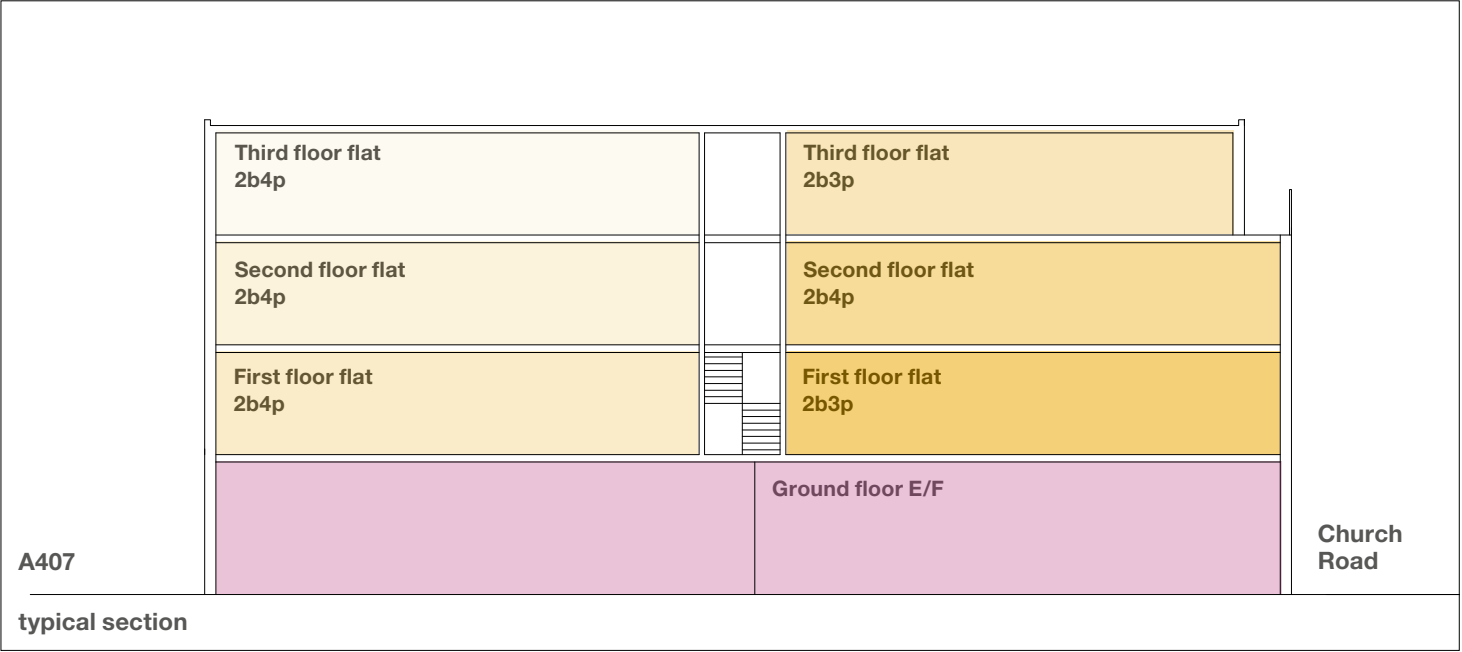 Third floor flat
2b4p
Third floor flat
2b3p
Second floor flat
2b4p
Second floor flat
2b4p
First floor flat
2b4p
First floor flat
2b3p
Ground floor E/F
A407
Church
Road
typical section